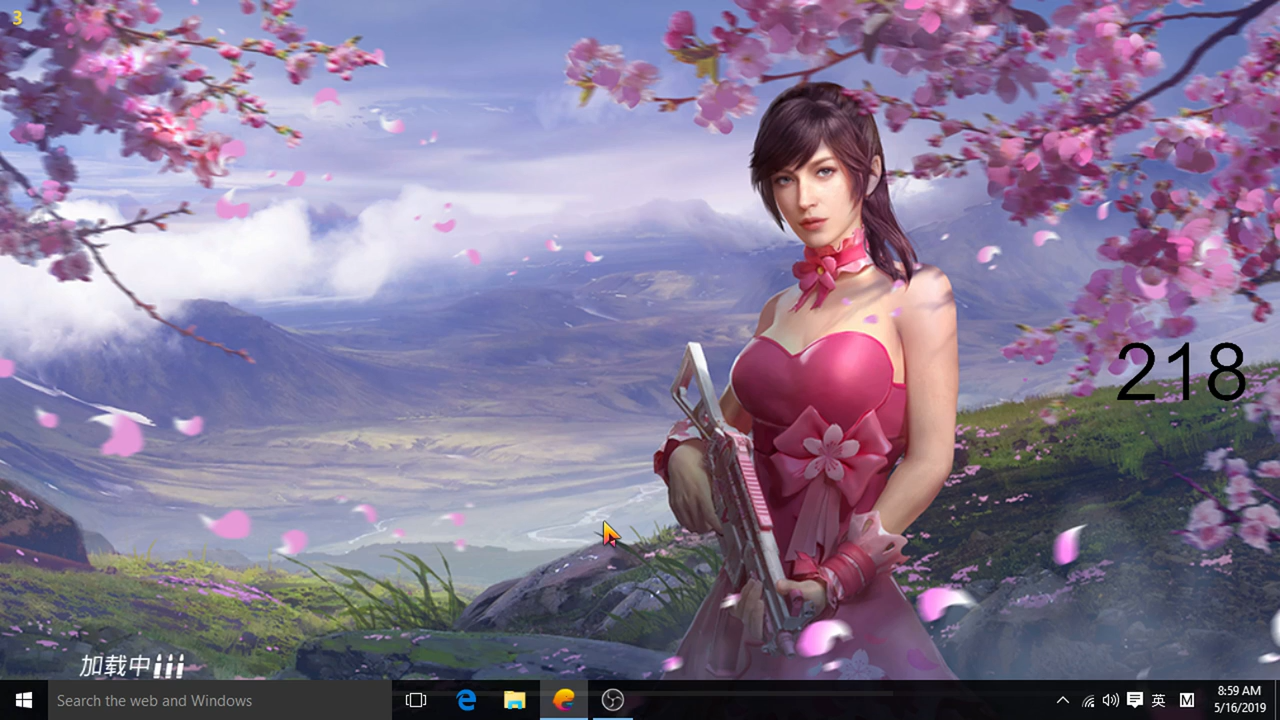 3
218
加载中
Search the web and Windows
英
M
8:59 AM
5/16/2019